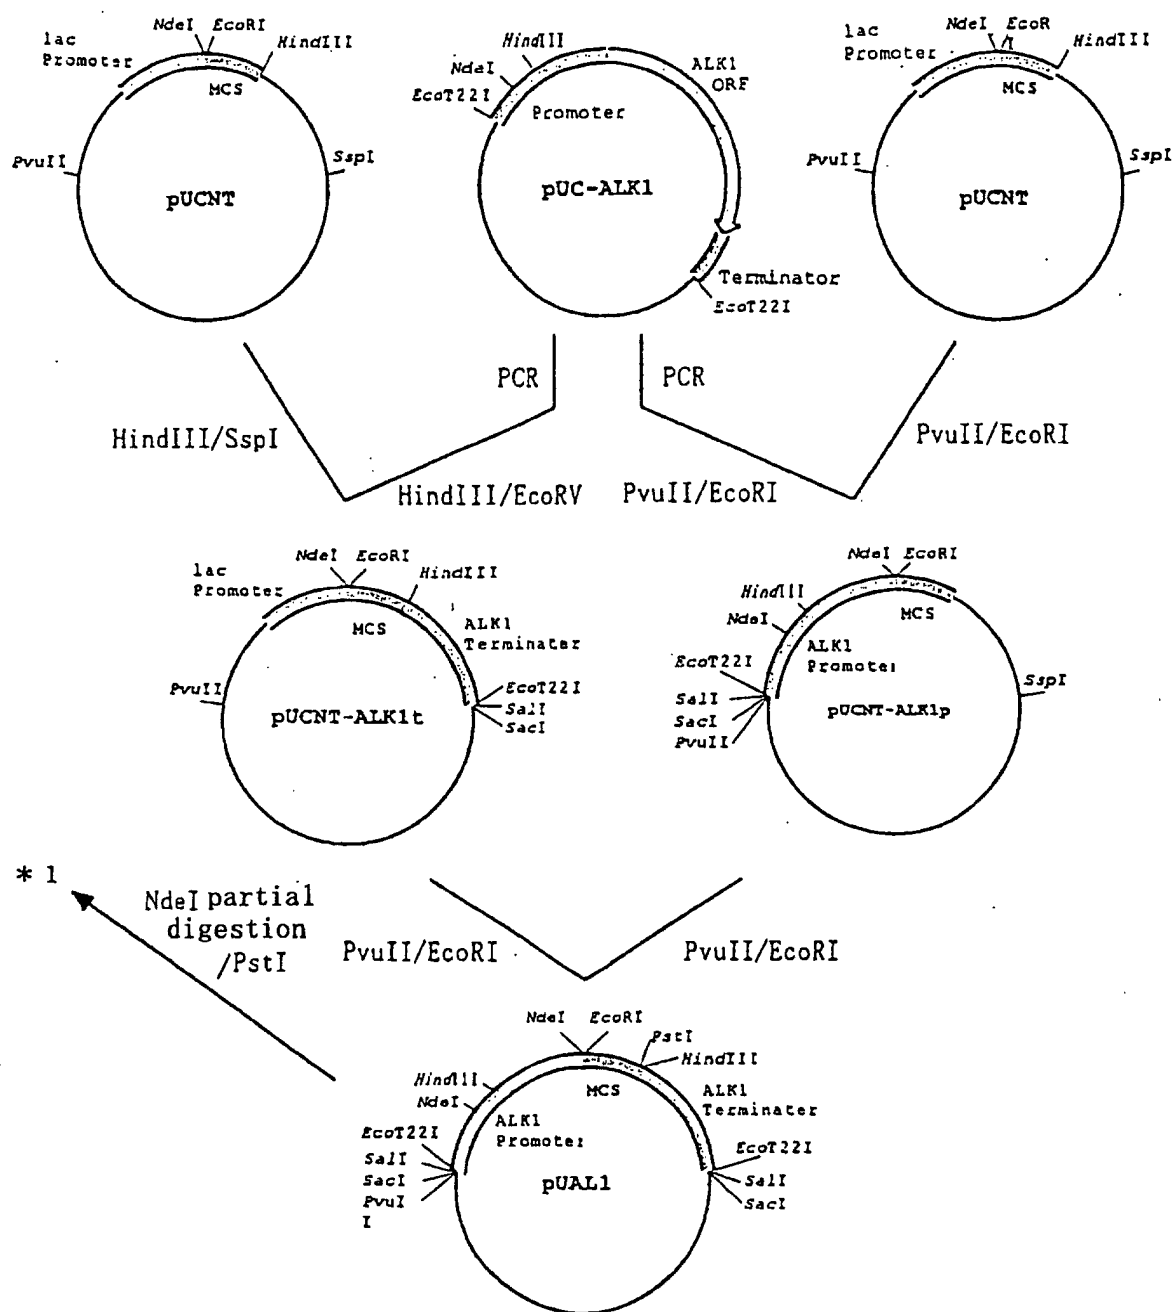 NdeI EcoRI
lac
Promoter
HindIII
MCS
PvuII
SspI
pUCNT
HindIII
NdeI
EcoT22I
ALK1
ORF
Promoter
pUC-ALK1
Terminator
EcoT22I
lac
Promoter
NdeI EcoR
I
HindIII
MCS
PvuII
SspI
pUCNT
PCR
PCR
HindIII/SspI
PvuII/EcoRI
HindIII/EcoRV
PvuII/EcoRI
NdeI EcoRI
lac
Promoter
HindIII
MCS
ALK1
Terminater
PvuII
EcoT22I
SalI
SacI
pUCNT-ALK1t
NdeI EcoRI
HindIII
NdeI
MCS
ALK1
Promoter
EcoT22I
SalI
SacI
PvuII
SspI
pUCNT-ALK1p
* 1
NdeI partial
digestion
/PstI
PvuII/EcoRI
PvuII/EcoRI
NdeI EcoRI
PstI
HindIII
HindIII
NdeI
MCS
ALK1
Terminater
ALK1
Promoter
EcoT22I
SalI
SacI
PvuI
I
EcoT22I
SalI
SacI
pUAL1